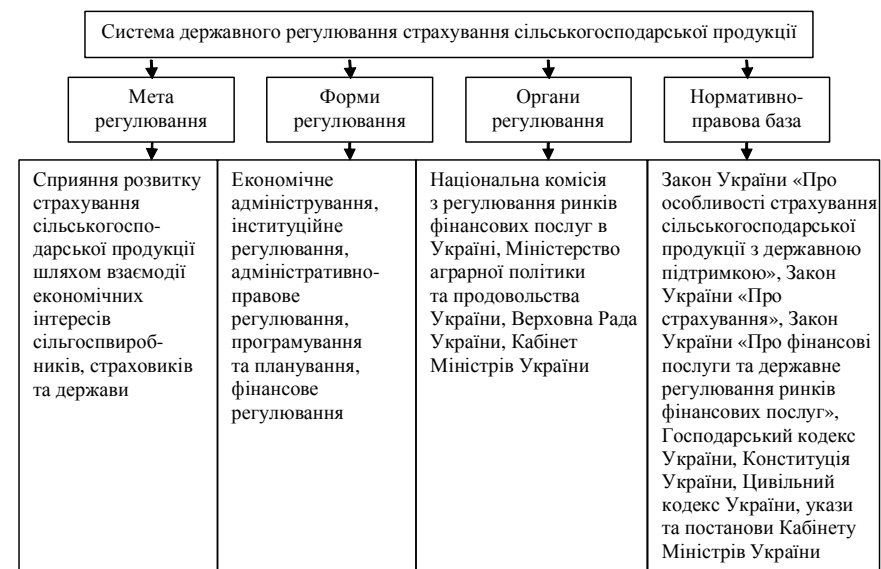 Система державного регулювання страхування сільськогосподарської продукції
Мета
регулювання
Форми
регулювання
Органи
регулювання
Нормативно-
правова база
Сприяння розвитку
страхування
сільськогоспо-
дарської продукції
шляхом взаємодії
економічних
інтересів
сільгоспвироб-
ників, страховиків
та держави
Економічне
адміністрування,
інституційне
регулювання,
адміністративно-
правове
регулювання,
програмування
та планування,
фінансове
регулювання
Національна комісія
з регулювання ринків
фінансових послуг в
Україні, Міністерство
аграрної політики
та продовольства
України, Верховна Рада
України, Кабінет
Міністрів України
Закон України «Про
особливості страхування
сільськогосподарської
продукції з державною
підтримкою», Закон
України «Про
страхування», Закон
України «Про фінансові
послуги та державне
регулювання ринків
фінансових послуг»,
Господарський кодекс
України, Конституція
України, Цивільний
кодекс України, укази
та постанови Кабінету
Міністрів України